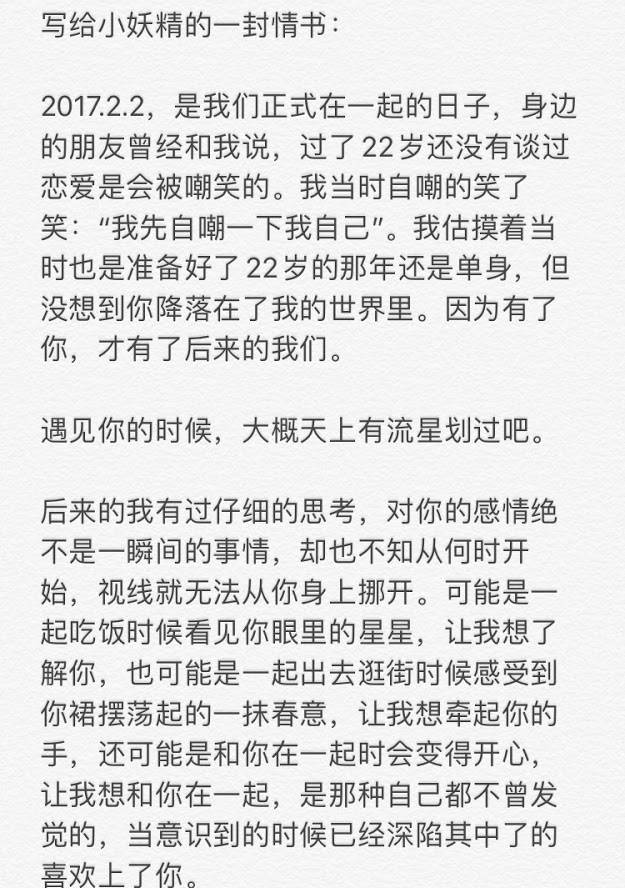 写给小妖精的一封情书：
2017.2.2，是我们正式在一起的日子，身边
的朋友曾经和我说，过了22岁还没有谈过
恋爱是会被嘲笑的。我当时自嘲的笑了
笑：“我先自嘲一下我自己”。我估摸着当
时也是准备好了22岁的那年还是单身，但
没想到你降落在了我的世界里。因为有了
你，才有了后来的我们。
遇见你的时候，大概天上有流星划过吧。
后来的我有过仔细的思考，对你的感情绝
不是一瞬间的事情，却也不知从何时开
始，视线就无法从你身上挪开。可能是一
起吃饭时候看见你眼里的星星，让我想了
解你，也可能是一起出去逛街时候感受到
你裙摆荡起的一抹春意，让我想牵起你的
手，还可能是和你在一起时会变得开心，
让我想和你在一起，是那种自己都不曾发
觉的，当意识到的时候已经深陷其中了的
喜欢上了你。